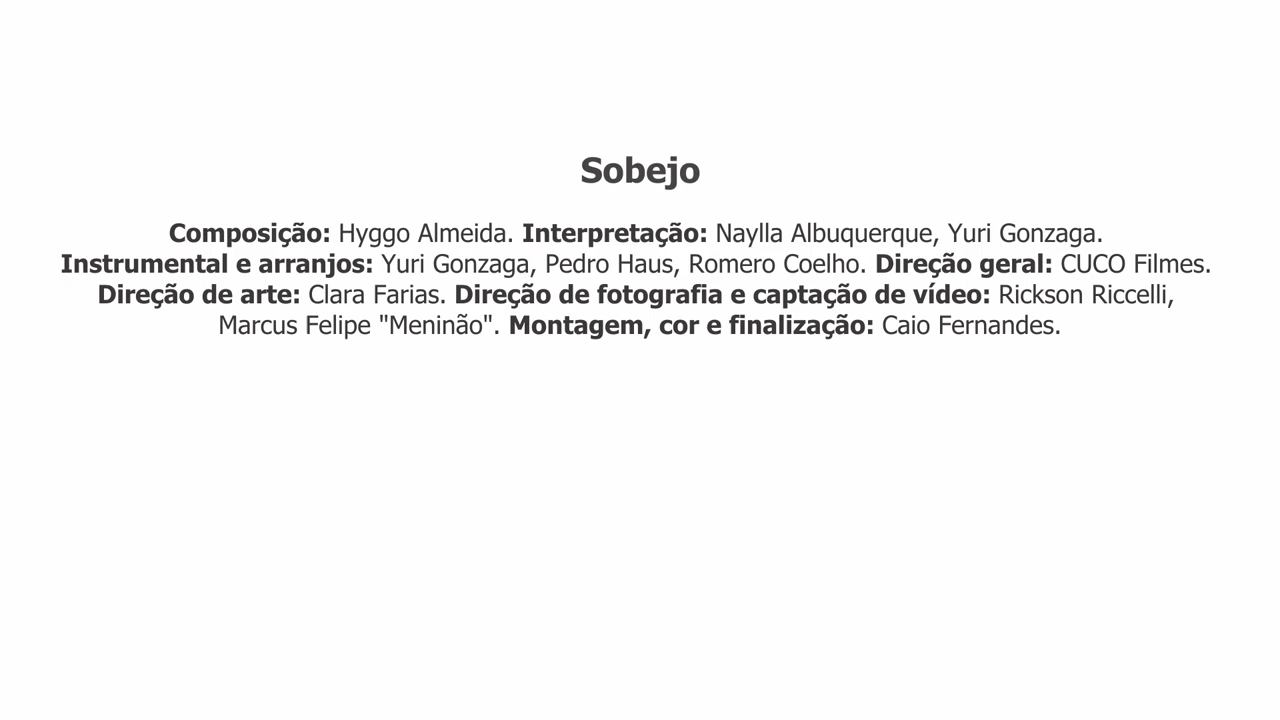 Sobejo
Composição: Hyggo Almeida. Interpretação: Naylla Albuquerque, Yuri Gonzaga.
Instrumental e arranjos: Yuri Gonzaga, Pedro Haus, Romero Coelho. Direção geral: CUCO Filmes.
Direção de arte: Clara Farias. Direção de fotografia e captação de vídeo: Rickson Riccelli,
Marcus Felipe "Meninão". Montagem, cor e finalização: Caio Fernandes.